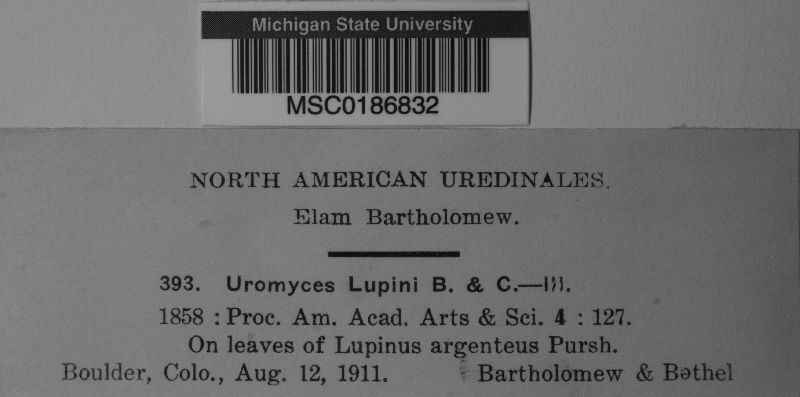 Michigan State University
MSC0186832
NORTH AMERICAN UREDINALES.
Elam Bartholomew.
393. Uromyces Lupini B. & C.—III.
1858 : Proc. Am. Acad. Arts & Sci. 4 : 127.
On leaves of Lupinus argenteus Pursh.
Boulder, Colo., Aug. 12, 1911. Bartholomew & Bethel